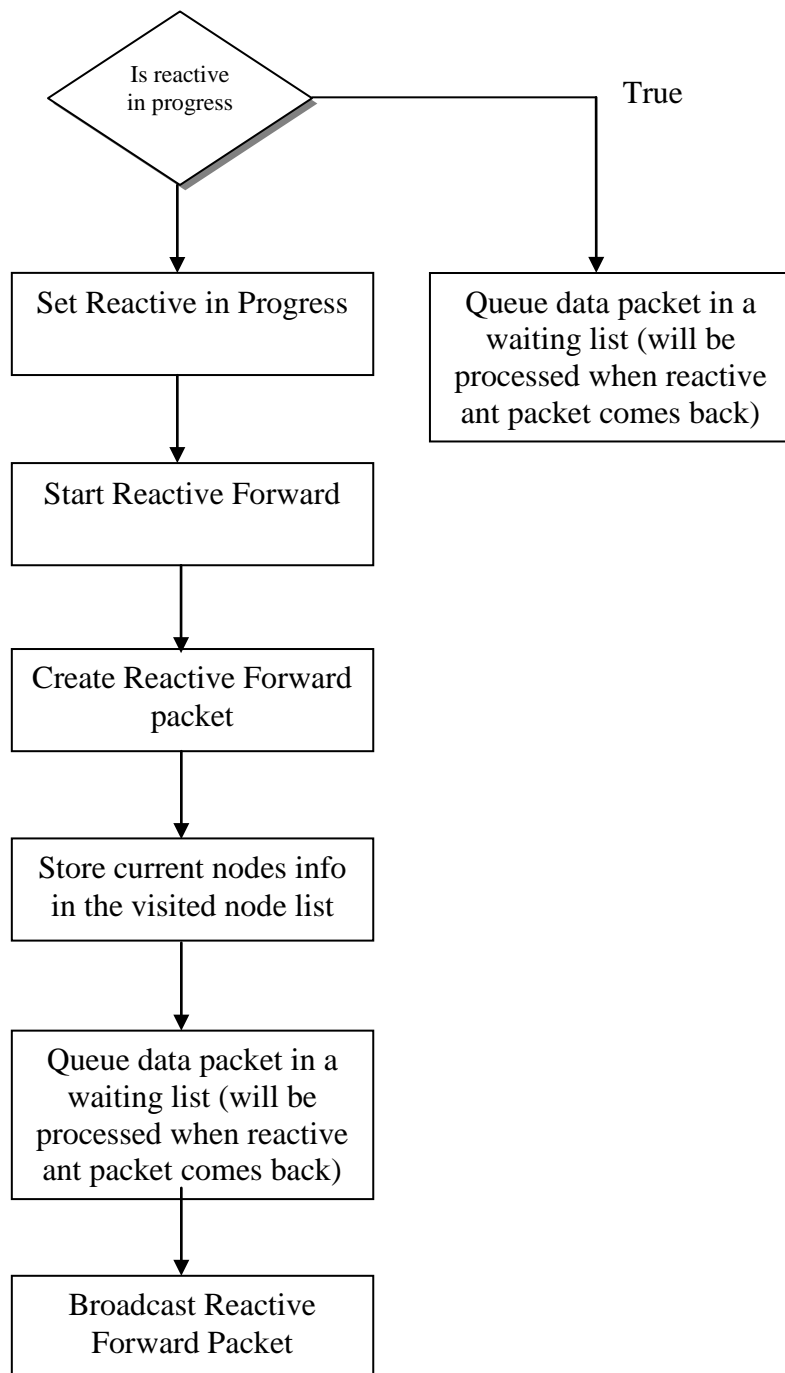 Is reactive
in progress
True
Set Reactive in Progress
Queue data packet in a
waiting list (will be
processed when reactive
ant packet comes back)
Start Reactive Forward
Create Reactive Forward
packet
Store current nodes info
in the visited node list
Queue data packet in a
waiting list (will be
processed when reactive
ant packet comes back)
Broadcast Reactive
Forward Packet